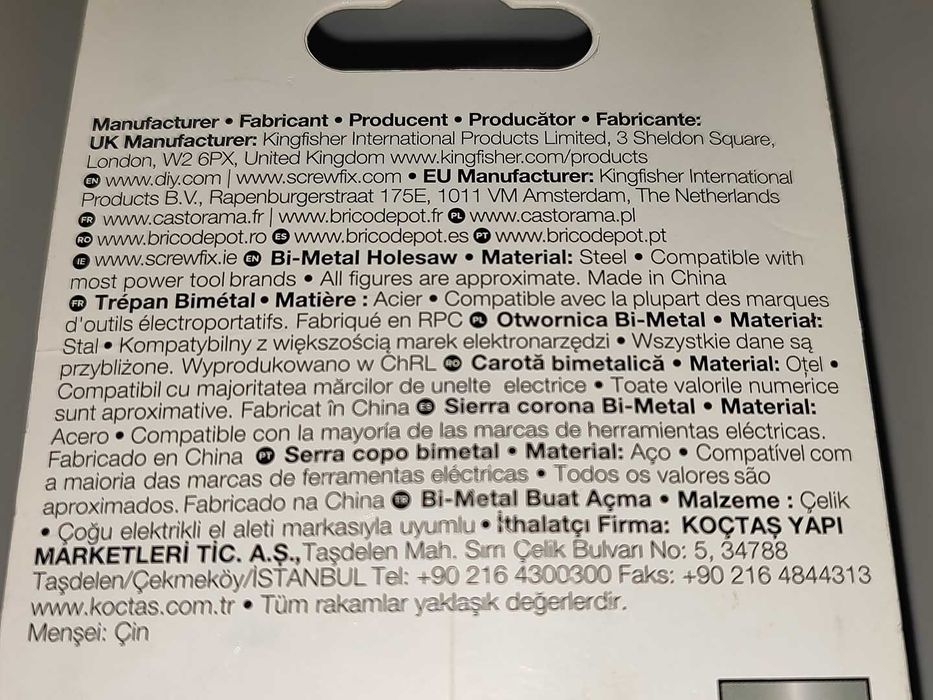 Manufacturer • Fabricant • Producent • Producător • Fabricante:
UK Manufacturer: Kingfisher International Products Limited, 3 Sheldon Square,
London, W2 6PX, United Kingdom www.kingfisher.com/products
EN www.diy.com | www.screwfix.com • EU Manufacturer: Kingfisher International
Products B.V., Rapenburgerstraat 175E, 1011 VM Amsterdam, The Netherlands
FR www.castorama.fr | www.bricodepot.fr PL www.castorama.pl
RO www.bricodepot.ro ES www.bricodepot.es PT www.bricodepot.pt
IE www.screwfix.ie EN Bi-Metal Holesaw • Material: Steel • Compatible with
most power tool brands • All figures are approximate. Made in China
FR Trépan Bimétal • Matière : Acier • Compatible avec la plupart des marques
d'outils électroportatifs. Fabriqué en RPC PL Otwornica Bi-Metal • Materiał:
Stal • Kompatybilny z większością marek elektronarzędzi • Wszystkie dane są
przybliżone. Wyprodukowano w ChRL RO Carotă bimetalică • Material: Oțel •
Compatibil cu majoritatea mărcilor de unelte electrice • Toate valorile numerice
sunt aproximative. Fabricat în China ES Sierra corona Bi-Metal • Material:
Acero • Compatible con la mayoría de las marcas de herramientas eléctricas.
Fabricado en China PT Serra copo bimetal • Material: Aço • Compatível com
a maioria das marcas de ferramentas eléctricas • Todos os valores são
aproximados. Fabricado na China TR Bi-Metal Buat Açma • Malzeme : Çelik
• Çoğu elektrikli el aleti markasıyla uyumlu • İthalatçı Firma: KOÇTAŞ YAPI
MARKETLERİ TİC. A.Ş., Taşdelen Mah. Sırrı Çelik Bulvarı No: 5, 34788
Taşdelen/Çekmeköy/İSTANBUL Tel: +90 216 4300300 Faks: +90 216 4844313
www.koctas.com.tr • Tüm rakamlar yaklaşık değerlerdir.
Menşei: Çin